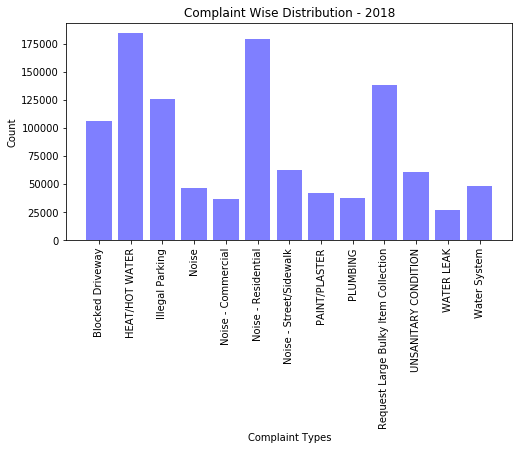 Complaint Wise Distribution - 2018
175000
150000
125000
100000
75000
50000
25000
0
Count
Blocked Driveway
HEAT/HOT WATER
Illegal Parking
Noise
Noise - Commercial
Noise - Residential
Noise - Street/Sidewalk
PAINT/PLASTER
PLUMBING
Request Large Bulky Item Collection
UNSANITARY CONDITION
WATER LEAK
Water System
Complaint Types